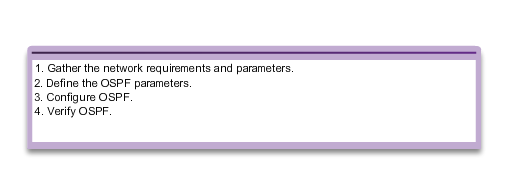 1. Gather the network requirements and parameters.
2. Define the OSPF parameters.
3. Configure OSPF.
4. Verify OSPF.